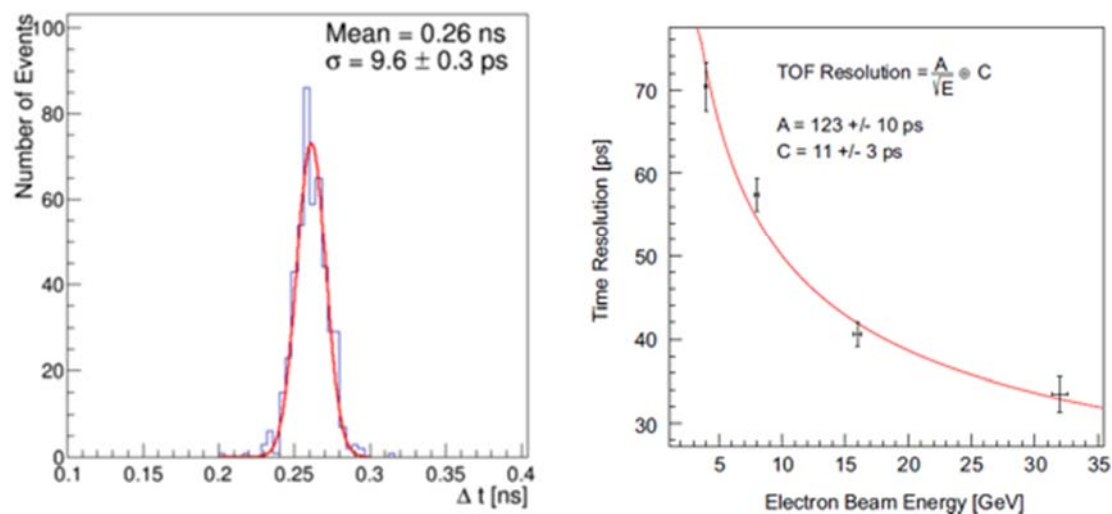 Mean = 0.26 ns
σ = 9.6 ± 0.3 ps
Number of Events
100
80
60
40
20
0
0.1 0.15 0.2 0.25 0.3 0.35 0.4
Δ t [ns]
TOF Resolution = A/√E ⊕ C
A = 123 +/- 10 ps
C = 11 +/- 3 ps
Time Resolution [ps]
70
60
50
40
30
5 10 15 20 25 30 35
Electron Beam Energy [GeV]